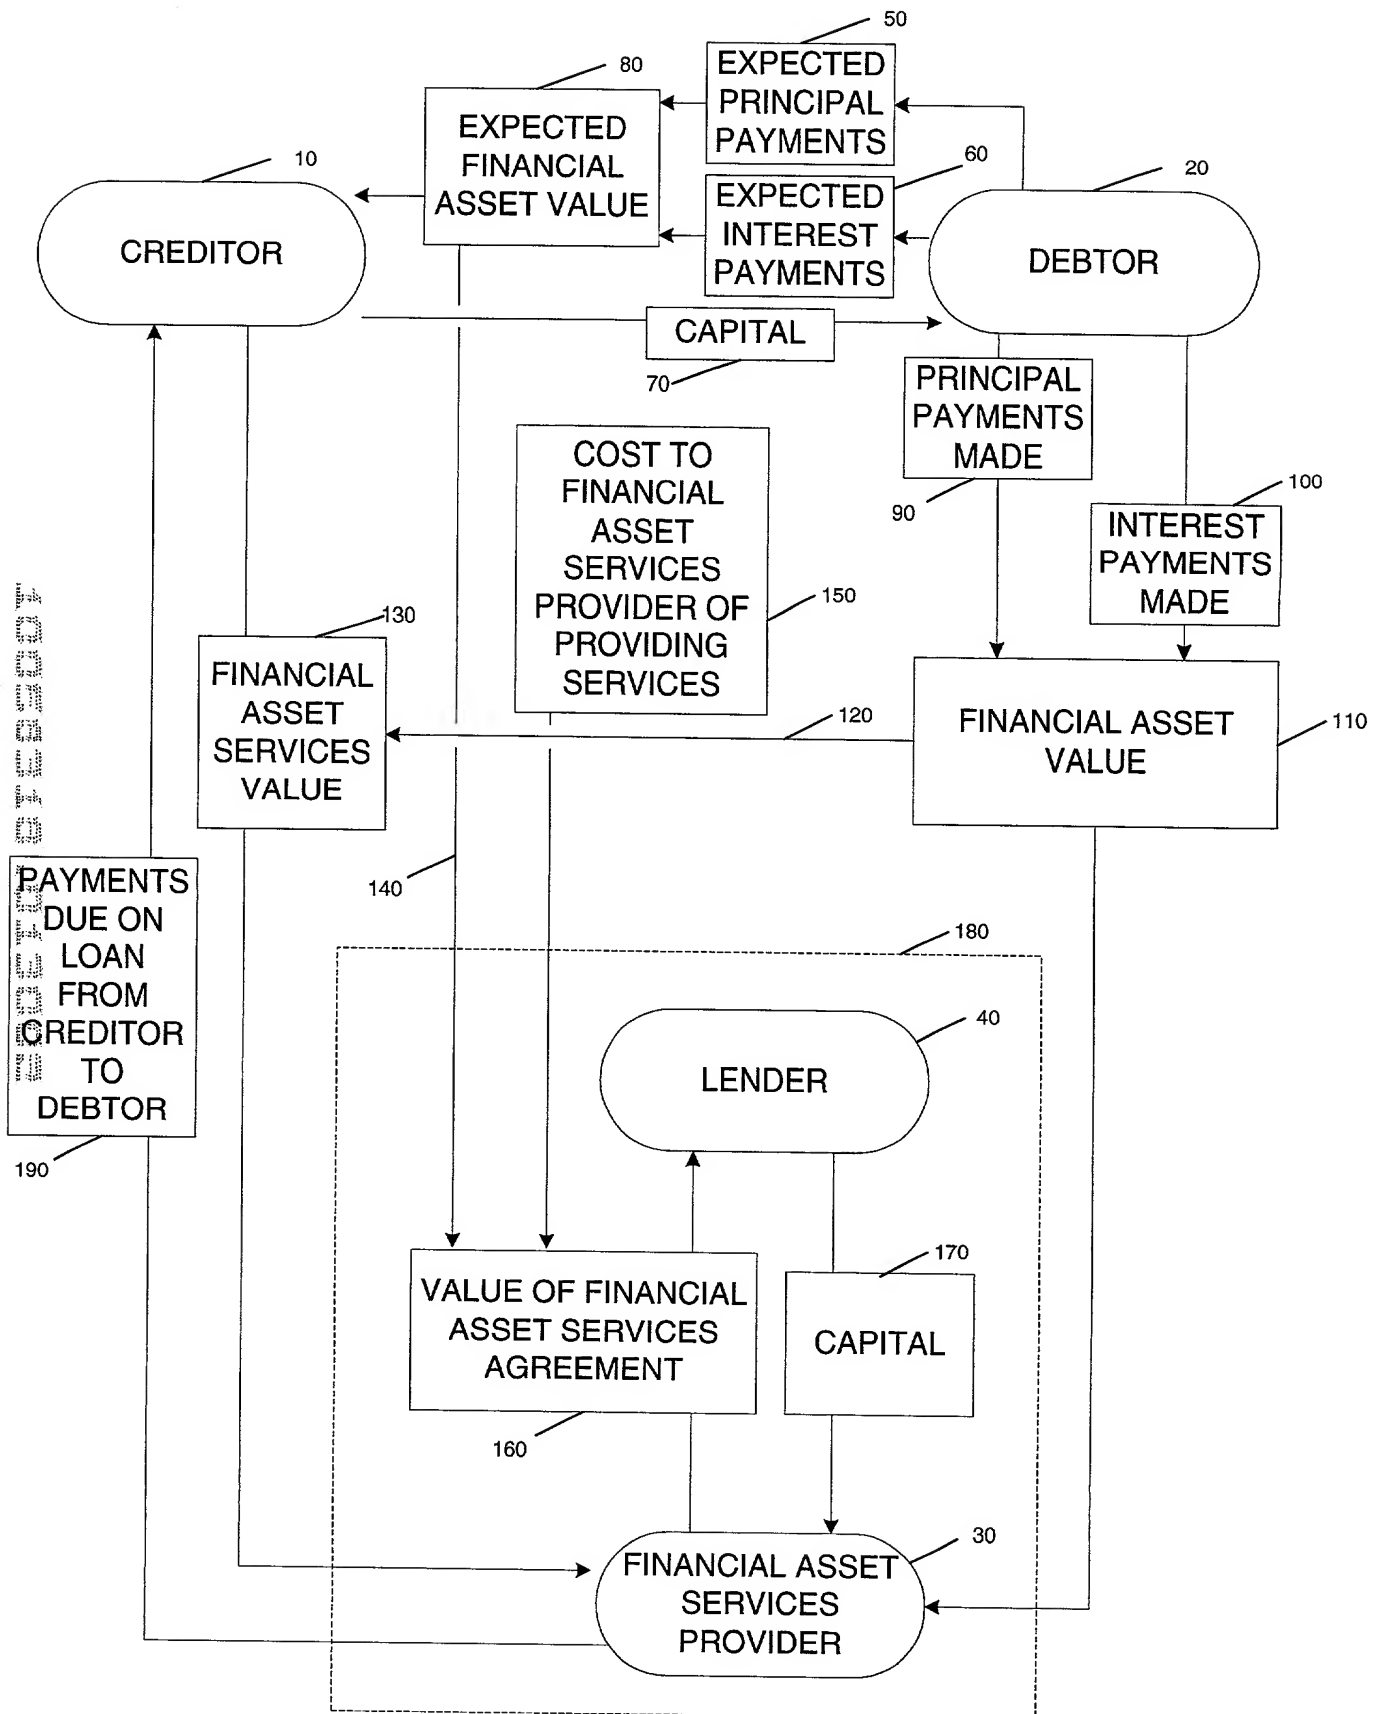 50
EXPECTED
PRINCIPAL
PAYMENTS
80
EXPECTED
FINANCIAL
ASSET VALUE
60
EXPECTED
INTEREST
PAYMENTS
10
CREDITOR
20
DEBTOR
CAPITAL
70
PRINCIPAL
PAYMENTS
MADE
90
100
INTEREST
PAYMENTS
MADE
COST TO
FINANCIAL
ASSET
SERVICES
PROVIDER OF
PROVIDING
SERVICES
150
130
FINANCIAL
ASSET
SERVICES
VALUE
120
FINANCIAL ASSET
VALUE
110
140
PAYMENTS
DUE ON
LOAN
FROM
CREDITOR
TO
DEBTOR
190
180
40
LENDER
170
CAPITAL
VALUE OF FINANCIAL
ASSET SERVICES
AGREEMENT
160
30
FINANCIAL ASSET
SERVICES
PROVIDER